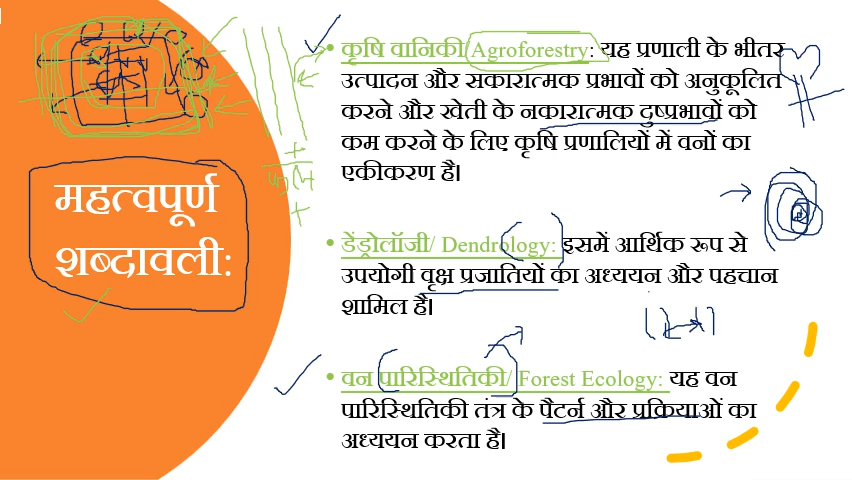 महत्वपूर्ण
शब्दावली:
• कृषि वानिकी/ Agroforestry: यह प्रणाली के भीतर
उत्पादन और सकारात्मक प्रभावों को अनुकूलित
करने और खेती के नकारात्मक दुष्प्रभावों को
कम करने के लिए कृषि प्रणालियों में वनों का
एकीकरण है।
• डेंड्रोलॉजी/ Dendrology: इसमें आर्थिक रूप से
उपयोगी वृक्ष प्रजातियों का अध्ययन और पहचान
शामिल है।
• वन पारिस्थितिकी/ Forest Ecology: यह वन
पारिस्थितिकी तंत्र के पैटर्न और प्रक्रियाओं का
अध्ययन करता है।